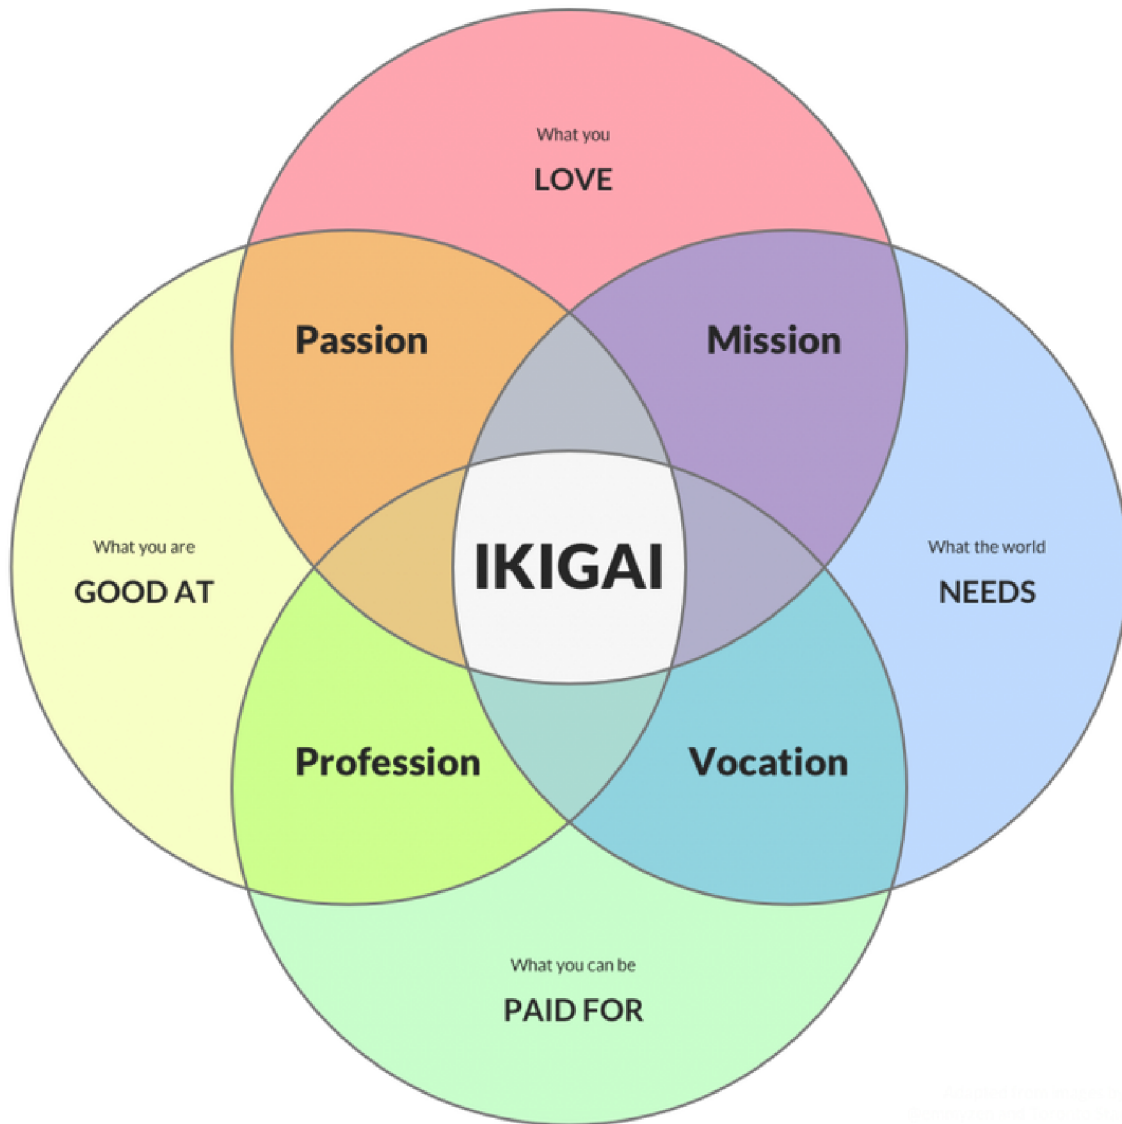 What you
LOVE
Passion
Mission
What you are
GOOD AT
IKIGAI
What the world
NEEDS
Profession
Vocation
What you can be
PAID FOR